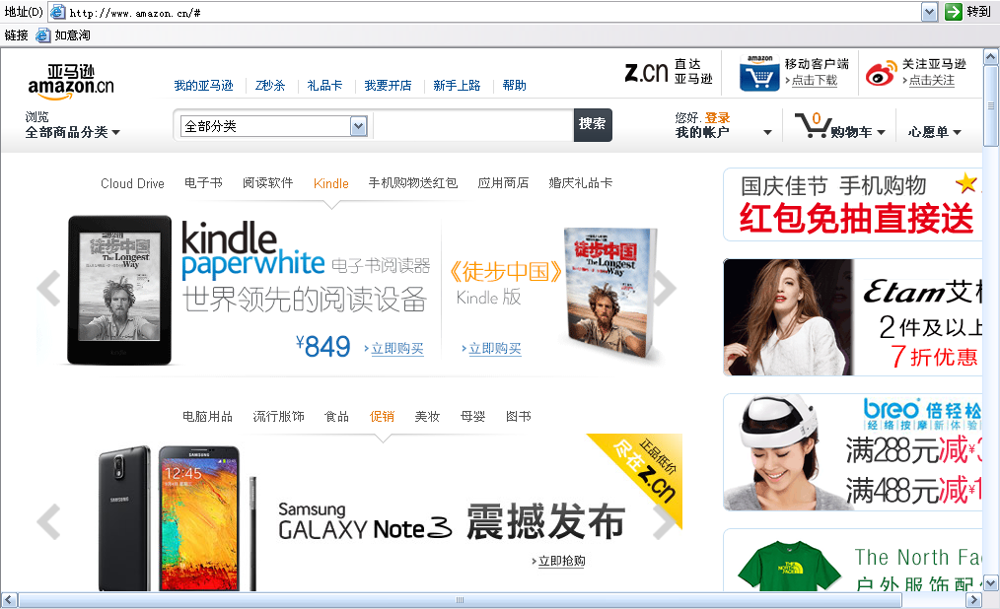 地址(D) http://www.amazon.cn/# 转到
链接 如意淘
亚马逊
amazon.cn
我的亚马逊 Z秒杀 礼品卡 我要开店 新手上路 帮助
z.cn 直达
亚马逊
amazon
移动客户端
›点击下载
关注亚马逊
›点击关注
浏览
全部商品分类
全部分类
搜索
您好. 登录
我的帐户
0
购物车
心愿单
Cloud Drive 电子书 阅读软件 Kindle 手机购物送红包 应用商店 婚庆礼品卡
徒步中国
The Longest
Way
kindle
kindle
paperwhite 电子书阅读器
世界领先的阅读设备
¥849 ›立即购买
《徒步中国》
Kindle 版
›立即购买
徒步中国
The Longest
Way
国庆佳节 手机购物
红包免抽直接送
Etam艾格
2件及以上
7折优惠
breo 倍轻松
经络按摩新体验
满288元减¥
满488元减¥1
THE NORTH FACE
The North Fa
户外服饰配
电脑用品 流行服饰 食品 促销 美妆 母婴 图书
SAMSUNG
SAMSUNG
12:45
Samsung
GALAXY Note3 震撼发布
›立即抢购
正品低价
尽在z.cn